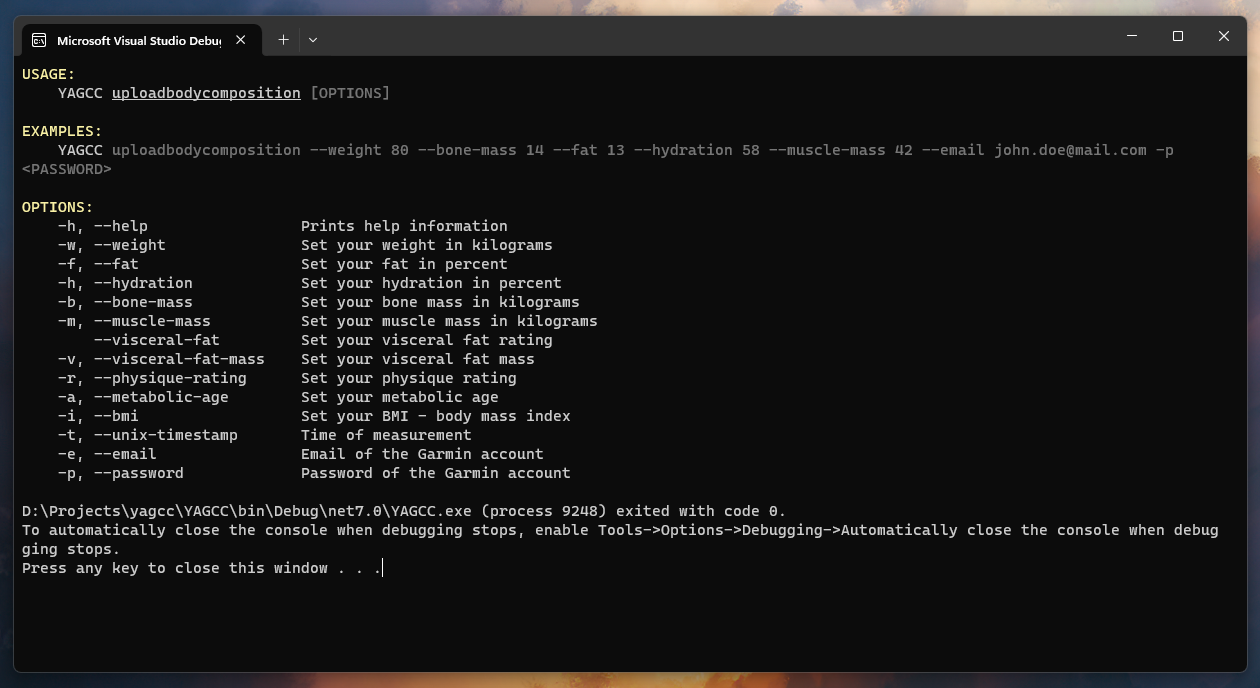 Microsoft Visual Studio Debug
USAGE:
    YAGCC uploadbodycomposition [OPTIONS]

EXAMPLES:
    YAGCC uploadbodycomposition --weight 80 --bone-mass 14 --fat 13 --hydration 58 --muscle-mass 42 --email john.doe@mail.com -p
<PASSWORD>

OPTIONS:
    -h, --help                 Prints help information
    -w, --weight               Set your weight in kilograms
    -f, --fat                  Set your fat in percent
    -h, --hydration            Set your hydration in percent
    -b, --bone-mass            Set your bone mass in kilograms
    -m, --muscle-mass          Set your muscle mass in kilograms
        --visceral-fat         Set your visceral fat rating
    -v, --visceral-fat-mass    Set your visceral fat mass
    -r, --physique-rating      Set your physique rating
    -a, --metabolic-age        Set your metabolic age
    -i, --bmi                  Set your BMI - body mass index
    -t, --unix-timestamp       Time of measurement
    -e, --email                Email of the Garmin account
    -p, --password             Password of the Garmin account

D:\Projects\yagcc\YAGCC\bin\Debug\net7.0\YAGCC.exe (process 9248) exited with code 0.
To automatically close the console when debugging stops, enable Tools->Options->Debugging->Automatically close the console when debug
ging stops.
Press any key to close this window . . .